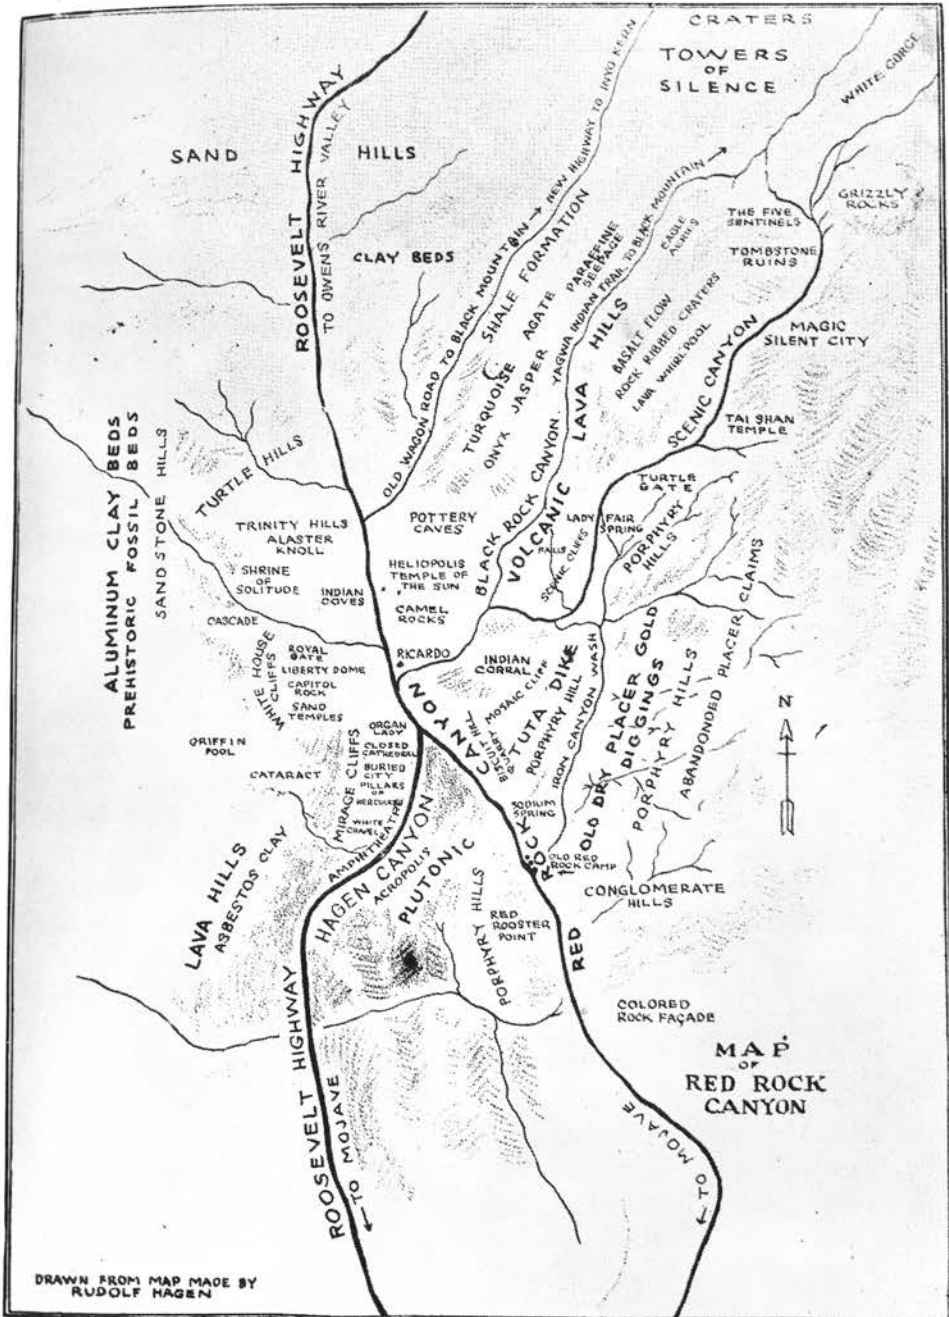 CRATERS
TOWERS
OF
SILENCE
WHITE GORGE
SAND
HILLS
ROOSEVELT HIGHWAY
TO OWENS RIVER VALLEY
CLAY BEDS
OLD WAGON ROAD TO BLACK MOUNTAIN → NEW HIGHWAY TO INYO KERN
SHALE FORMATION
TURQUOISE
AGATE
ONYX
JASPER
PARAFFINE
SEEPAGE
YAGWA INDIAN TRAIL TO BLACK MOUNTAIN →
EAGLE
GRIZZLY
ROCKS
THE FIVE
SENTINELS
TOMBSTONE
RUINS
MAGIC
SILENT CITY
BASALT FLOW
ROCK RIBBED CRATERS
LAVA WHIRLPOOL
SCENIC CANYON
VOLCANIC LAVA HILLS
BLACK ROCK CANYON
TAI SHAN
TEMPLE
TURTLE
GATE
LADY FAIR
SPRING
FALLS
SCENIC CLIFFS
PORPHYRY
HILLS
ALUMINUM CLAY BEDS
PREHISTORIC FOSSIL BEDS
SAND STONE HILLS
TURTLE HILLS
TRINITY HILLS
ALASTER
KNOLL
SHRINE
OF
SOLITUDE
CASCADE
INDIAN
COVES
POTTERY
CAVES
HELIOPOLIS
TEMPLE OF
THE SUN
CAMEL
ROCKS
RICARDO
WHITE HOUSE
CLIFFS
ROYAL
GATE
LIBERTY DOME
CAPITOL
ROCK
SAND
TEMPLES
GRIFFIN
POOL
CATARACT
ORGAN
LADY
CLOSED
CATHEDRAL
BURIED
CITY
PILLARS
OF
HERCULES
WHITE
CHAPEL
MIRAGE CLIFFS
AMPHITHEATRE
HAGEN CANYON
ACROPOLIS
PLUTONIC
INDIAN
CORRAL
MOSAIC CLIFF
BISCUIT HILL
QUARRY
TUTA DIKE
PORPHYRY HILL
IRON CANYON WASH
OLD DRY PLACER GOLD
DIGGINGS
PORPHYRY HILLS
ABANDONDED PLACER CLAIMS
N
RED ROCK CANYON
SODIUM
SPRING
OLD RED
ROCK CAMP
CONGLOMERATE
HILLS
LAVA HILLS
ASBESTOS CLAY
PORPHYRY HILLS
RED
ROOSTER
POINT
COLORED
ROCK FAÇADE
ROOSEVELT HIGHWAY
← TO MOJAVE
← TO MOJAVE
MAP
OF
RED ROCK
CANYON
DRAWN FROM MAP MADE BY
RUDOLF HAGEN